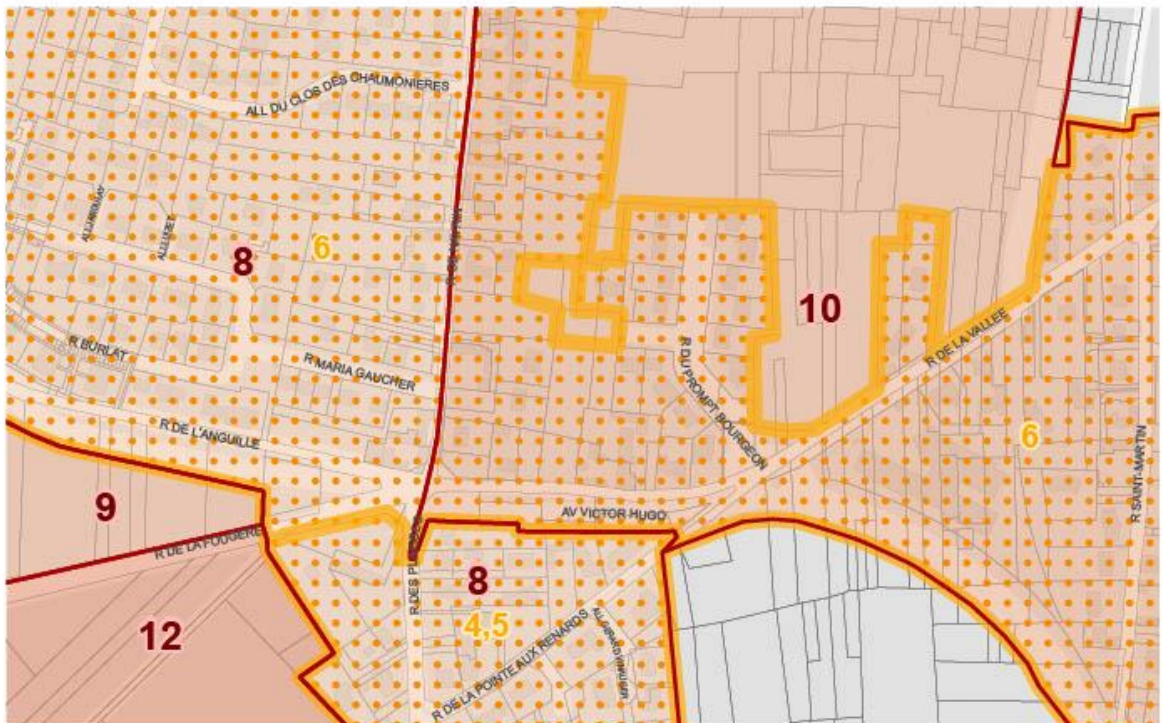 ALL DU CLOS DES CHAUMONIERES
8
6
10
R BURLAT
R MARIA GAUCHER
R DE L'ANGUILLE
R DU PROMPT BOURGEON
R DE LA VALLEE
6
R SAINT-MARTIN
9
AV VICTOR HUGO
R DE LA FOUGERE
R DES
8
4,5
12
R DE LA POINTE AUX RENARDS